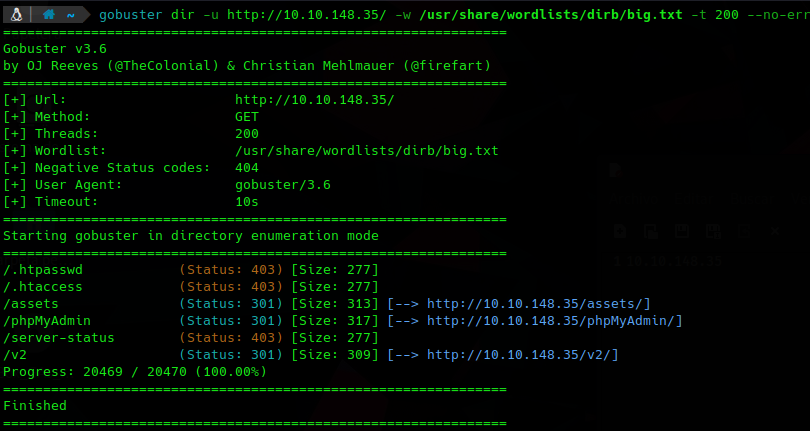 ~ gobuster dir -u http://10.10.148.35/ -w /usr/share/wordlists/dirb/big.txt -t 200 --no-err
===============================================================
Gobuster v3.6
by OJ Reeves (@TheColonial) & Christian Mehlmauer (@firefart)
===============================================================
[+] Url:                     http://10.10.148.35/
[+] Method:                  GET
[+] Threads:                 200
[+] Wordlist:                /usr/share/wordlists/dirb/big.txt
[+] Negative Status codes:   404
[+] User Agent:              gobuster/3.6
[+] Timeout:                 10s
===============================================================
Starting gobuster in directory enumeration mode
===============================================================
/.htpasswd            (Status: 403) [Size: 277]
/.htaccess            (Status: 403) [Size: 277]
/assets               (Status: 301) [Size: 313] [--> http://10.10.148.35/assets/]
/phpMyAdmin           (Status: 301) [Size: 317] [--> http://10.10.148.35/phpMyAdmin/]
/server-status        (Status: 403) [Size: 277]
/v2                   (Status: 301) [Size: 309] [--> http://10.10.148.35/v2/]
Progress: 20469 / 20470 (100.00%)
===============================================================
Finished
===============================================================